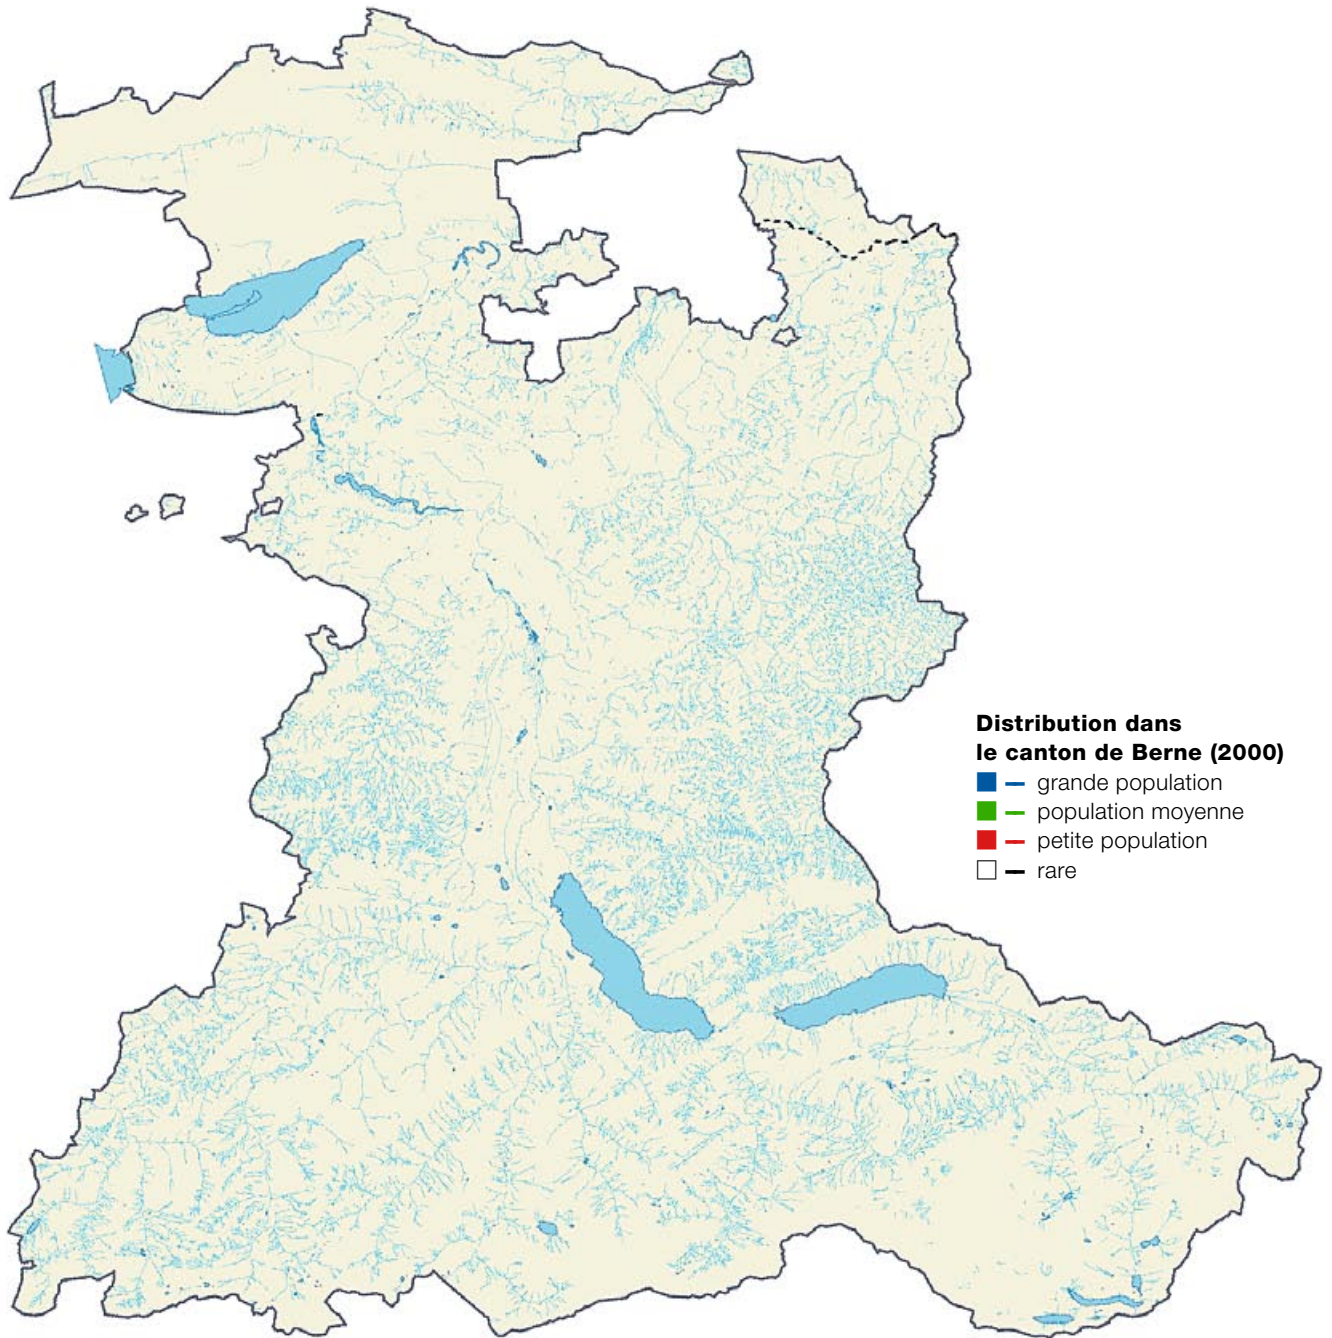 Distribution dans
le canton de Berne (2000)
grande population
population moyenne
petite population
rare